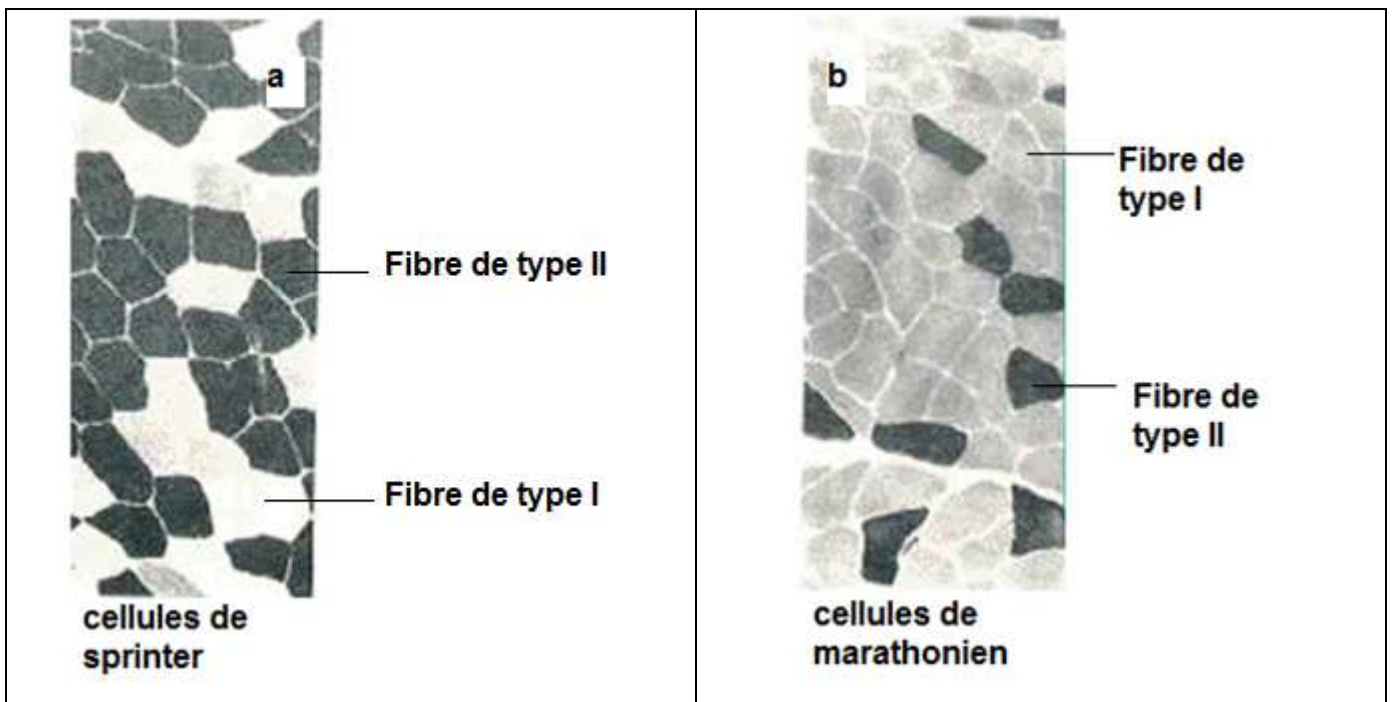 a
Fibre de type II
Fibre de type I
cellules de
sprinter
b
Fibre de
type I
Fibre de
type II
cellules de
marathonien